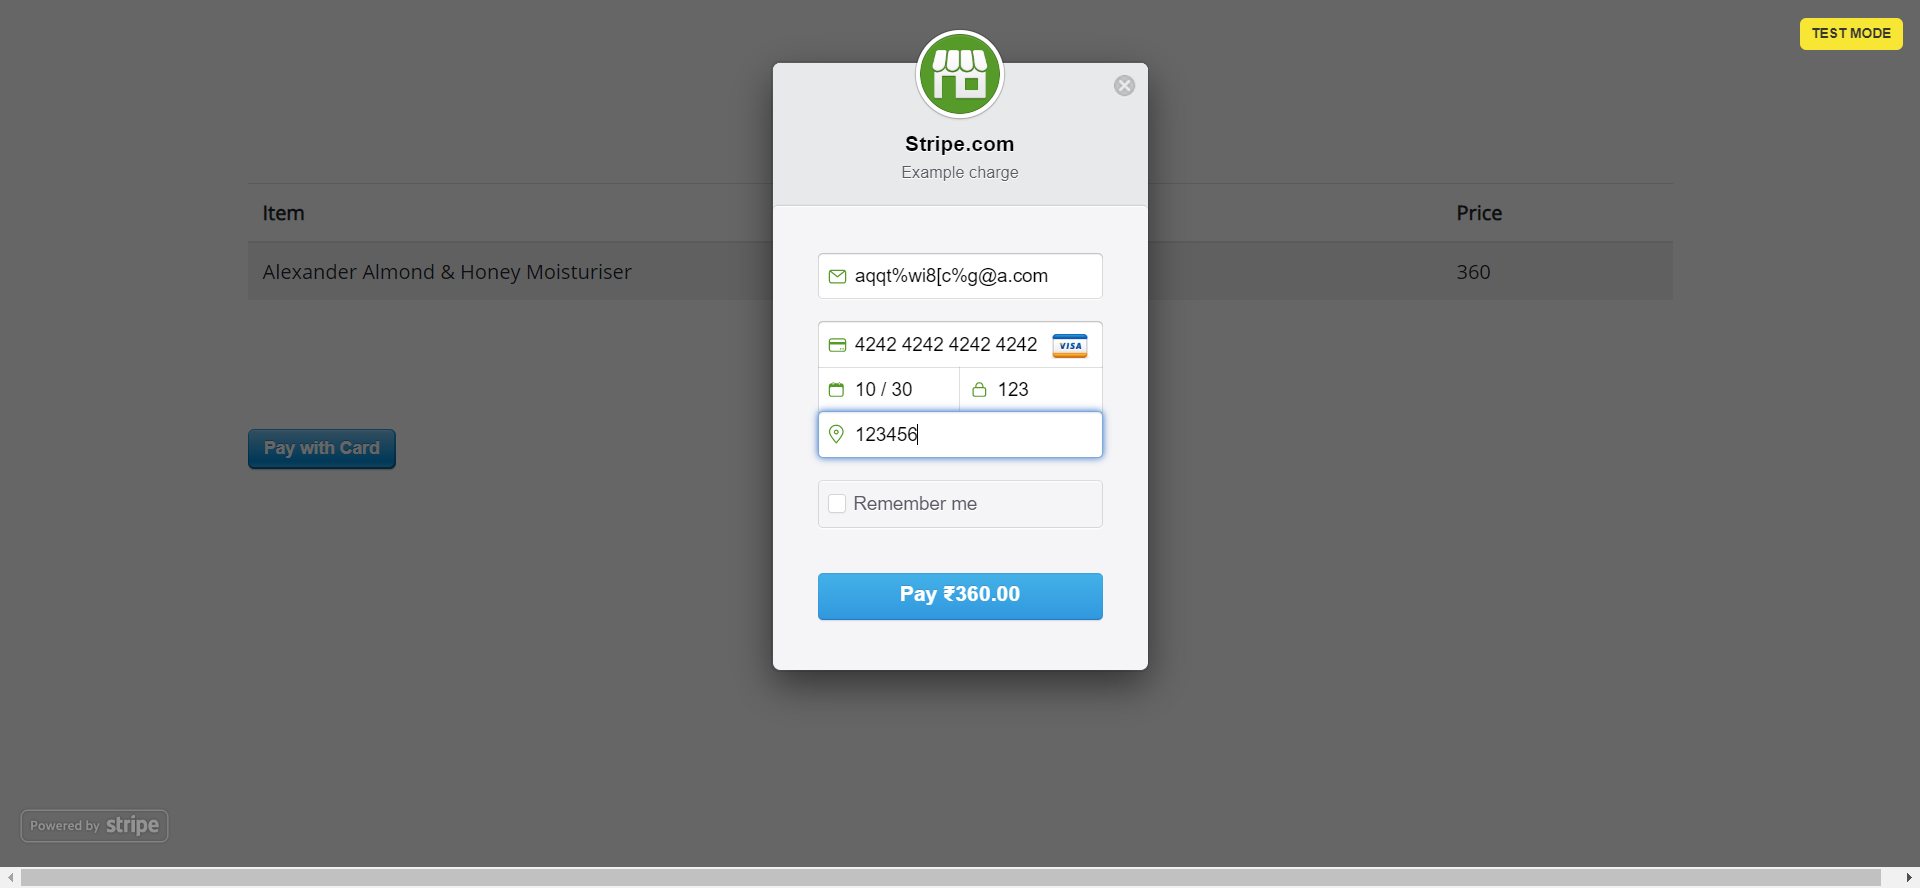 TEST MODE
Stripe.com
Example charge
Item
Price
Alexander Almond & Honey Moisturiser
360
aqqt%wi8[c%g@a.com
4242 4242 4242 4242 VISA
10 / 30
123
123456
Pay with Card
Remember me
Pay ₹360.00
Powered by stripe